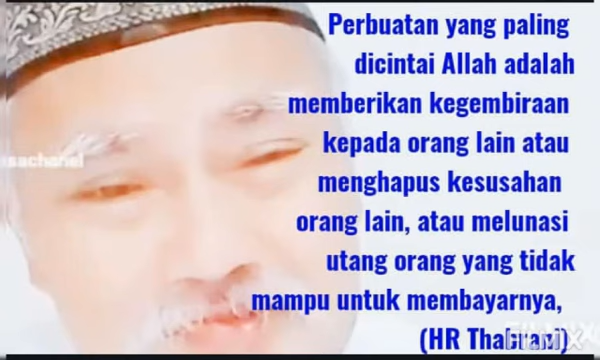 Perbuatan yang paling
dicintai Allah adalah
memberikan kegembiraan
kepada orang lain atau
sachanel
menghapus kesusahan
orang lain, atau melunasi
utang orang yang tidak
mampu untuk membayarnya,
(HR Thabrani)